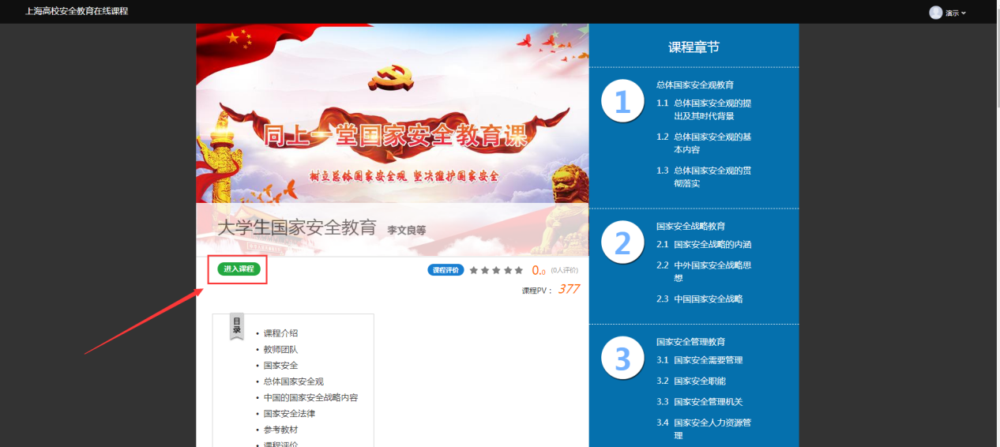 上海高校安全教育在线课程
演示
同上一堂国家安全教育课
树立总体国家安全观 坚决维护国家安全
大学生国家安全教育 李文良等
进入课程
课程评价 0.0 (0人评价)
课程PV： 377
目录
• 课程介绍
• 教师团队
• 国家安全
• 总体国家安全观
• 中国的国家安全战略内容
• 国家安全法律
• 参考教材
• 课程评价
课程章节
1
总体国家安全观教育
1.1 总体国家安全观的提
出及其时代背景
1.2 总体国家安全观的基
本内容
1.3 总体国家安全观的贯
彻落实
2
国家安全战略教育
2.1 国家安全战略的内涵
2.2 中外国家安全战略思
想
2.3 中国国家安全战略
3
国家安全管理教育
3.1 国家安全需要管理
3.2 国家安全职能
3.3 国家安全管理机关
3.4 国家安全人力资源管
理